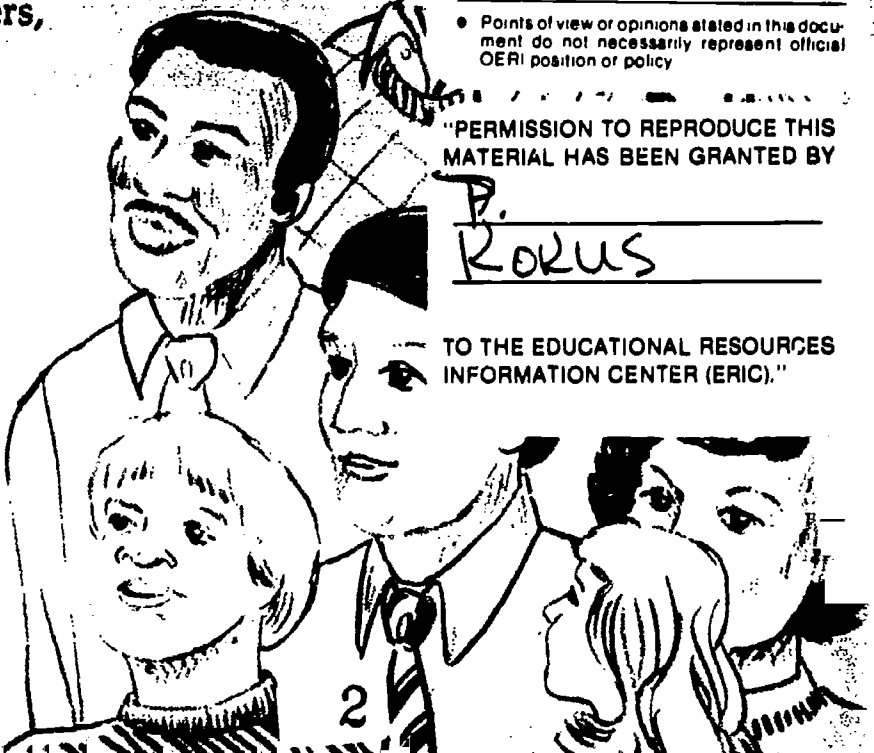 ers,
• Points of view or opinions stated in this docu-
ment do not necessarily represent official
OERI position or policy
"PERMISSION TO REPRODUCE THIS
MATERIAL HAS BEEN GRANTED BY
P.
Rokus
TO THE EDUCATIONAL RESOURCES
INFORMATION CENTER (ERIC)."
2